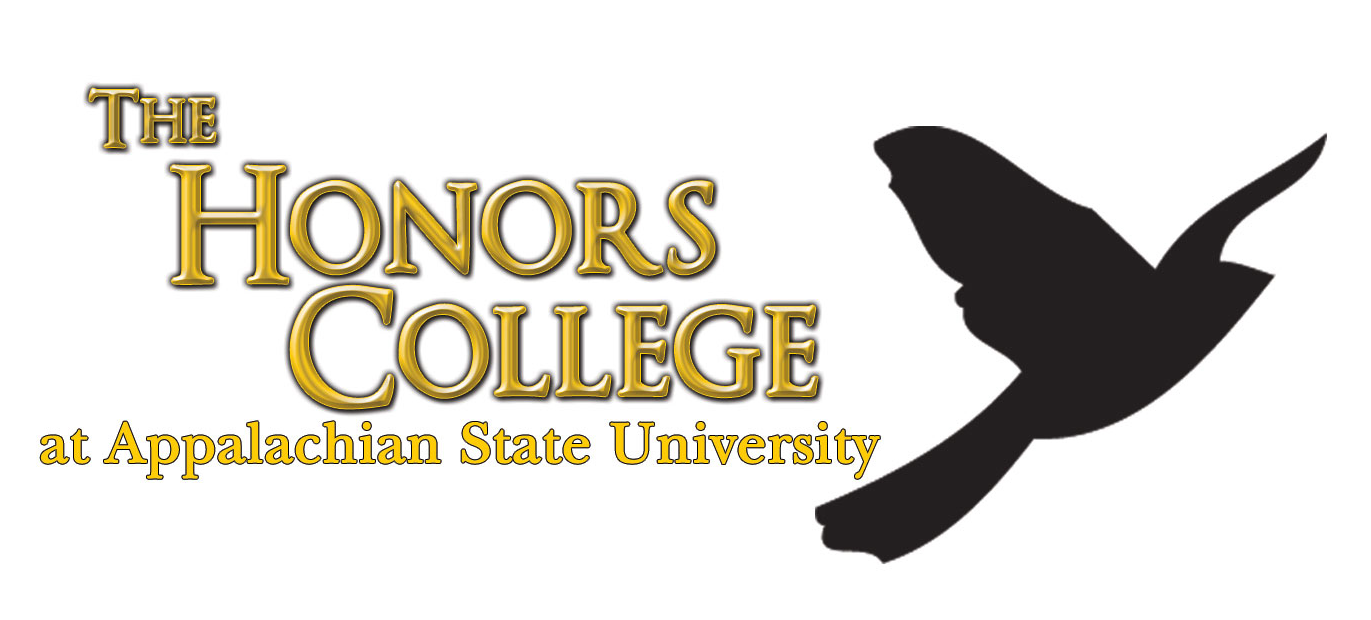 The
Honors
College
at Appalachian State University